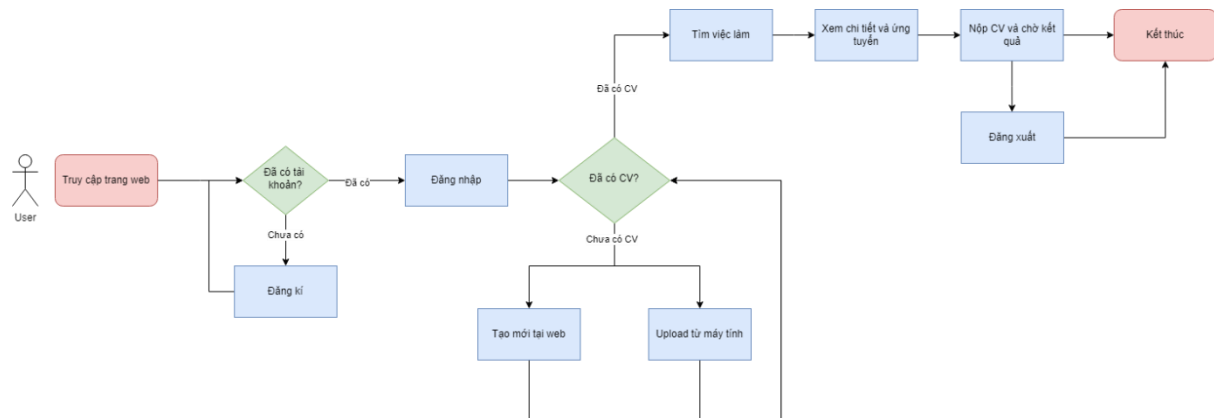 User
Truy cập trang web
Đã có tài
khoản?
Đã có
Chưa có
Đăng kí
Đăng nhập
Đã có CV?
Đã có CV
Chưa có CV
Tạo mới tại web
Upload từ máy tính
Tìm việc làm
Xem chi tiết và ứng
tuyển
Nộp CV và chờ kết
quả
Đăng xuất
Kết thúc